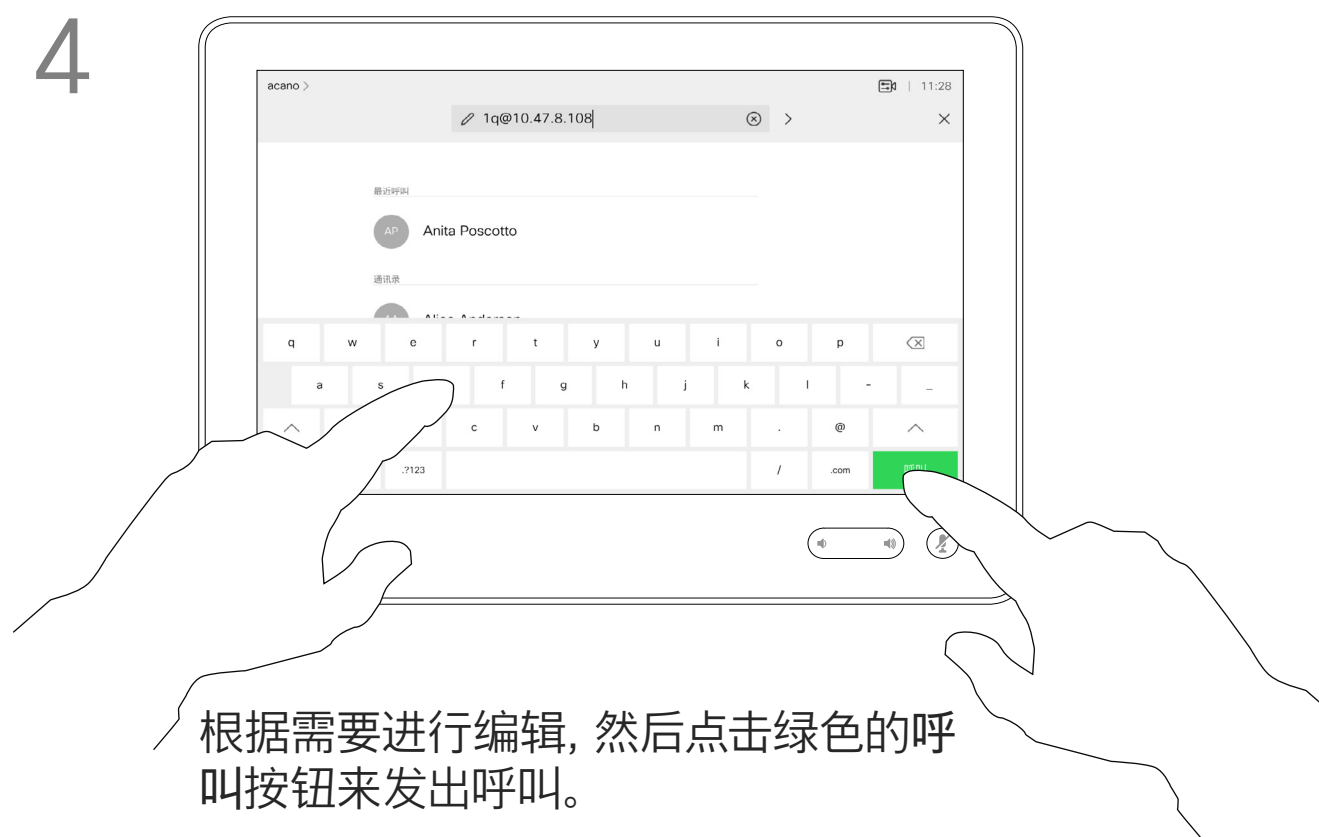 4
acano >
11:28
1q@10.47.8.108
最近呼叫
AP Anita Poscotto
通讯录
q w e r t y u i o p
a s f g h j k l - _
c v b n m . @
.?123 / .com
根据需要进行编辑, 然后点击绿色的呼
叫按钮来发出呼叫。